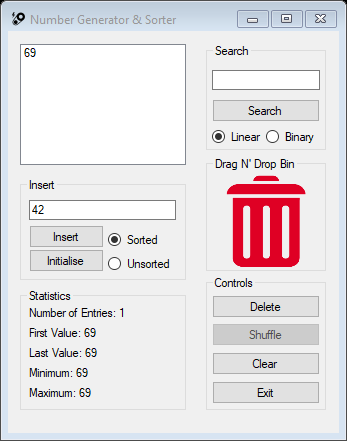 Number Generator & Sorter
69
Insert
42
Insert
Sorted
Initialise
Unsorted
Statistics
Number of Entries: 1
First Value: 69
Last Value: 69
Minimum: 69
Maximum: 69
Search
Search
Linear Binary
Drag N' Drop Bin
Controls
Delete
Shuffle
Clear
Exit